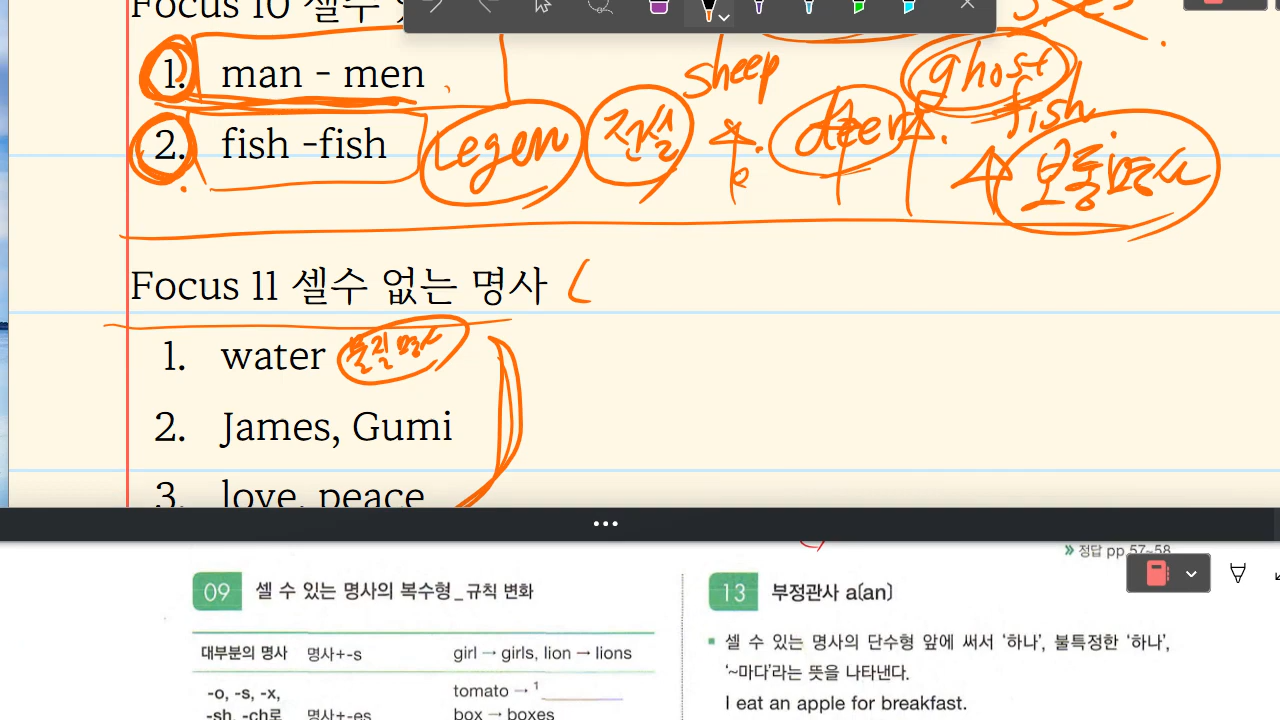 Focus 10 셀수
1. man - men
sheep
ghost
2. fish -fish
Legen
전설
deer
fish
보통명사
Focus 11 셀수 없는 명사 (
1. water 물질명사
2. James, Gumi
3. love, peace
정답 pp.57~58
09 셀 수 있는 명사의 복수형_규칙 변화
대부분의 명사 명사+-s girl → girls, lion → lions
-o, -s, -x,
-sh, -ch로 명사+-es
tomato → 1
box → boxes
13 부정관사 a(an)
셀 수 있는 명사의 단수형 앞에 써서 '하나', 불특정한 '하나',
'~마다'라는 뜻을 나타낸다.
I eat an apple for breakfast.